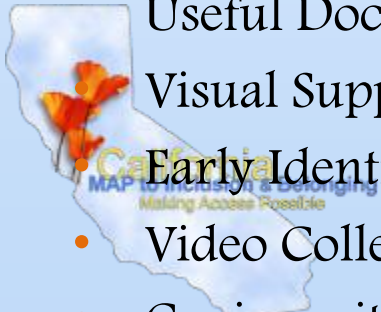 Useful Doc
Visual Supp
Early Ident
California
MAP to Inclusion & Belonging
Making Access Possible
Video Colle